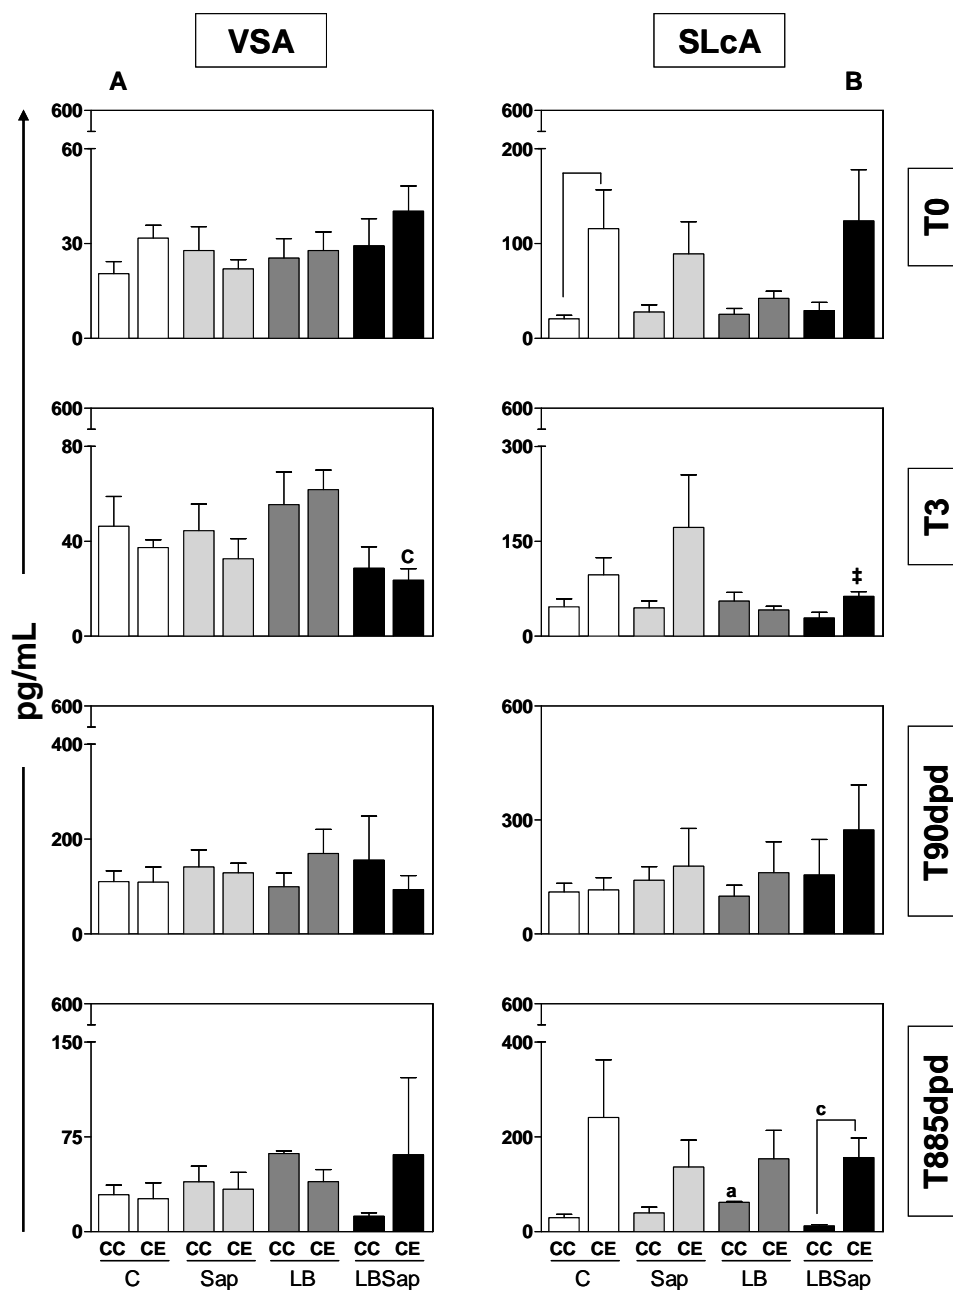 VSA
SLcA
A
B
600
60
30
0
600
200
100
0
T0
600
80
40
0
C
600
300
150
0
‡
T3
pg/mL
600
400
200
0
600
300
0
T90dpd
600
150
75
0
600
400
200
0
a
c
T885dpd
CC CE CC CE CC CE CC CE
C Sap LB LBSap
CC CE CC CE CC CE CC CE
C Sap LB LBSap